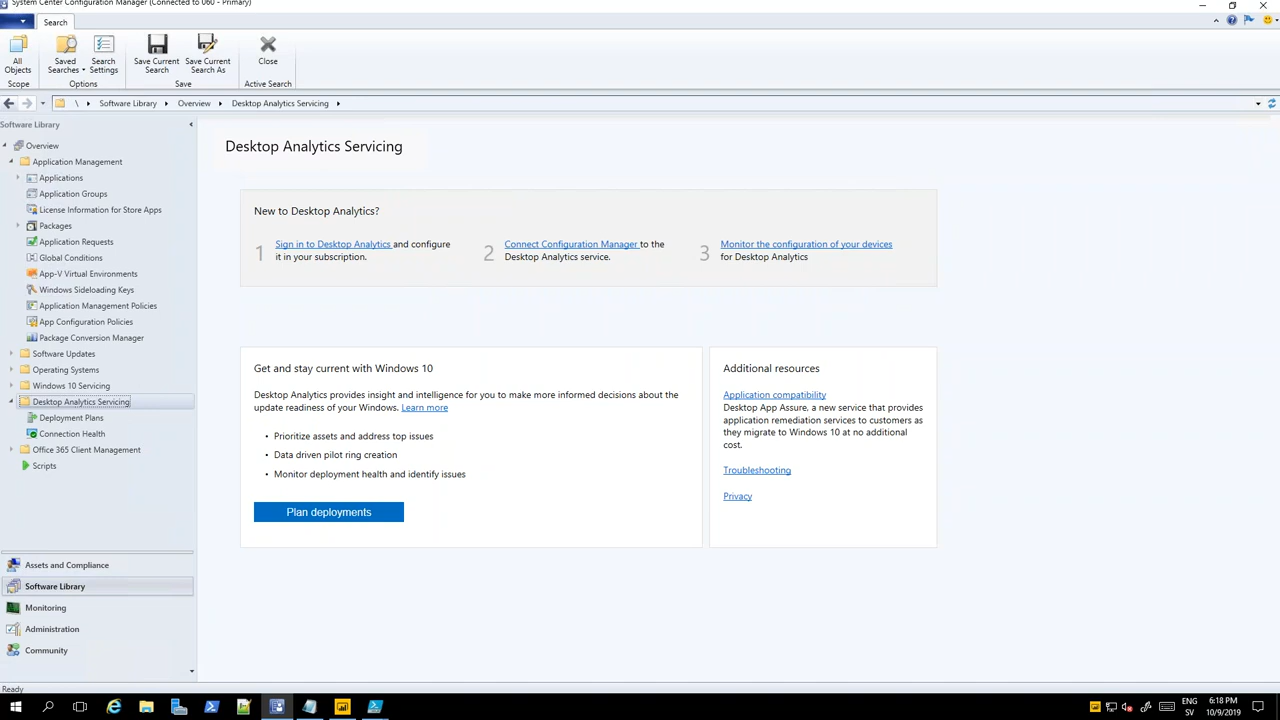 System Center Configuration Manager (Connected to 060 - Primary)
Search
All Objects
Saved Searches
Search Settings
Save Current Search
Save Current Search As
Close
Scope
Options
Save
Active Search
\ Software Library Overview Desktop Analytics Servicing
Software Library
Overview
Application Management
Applications
Application Groups
License Information for Store Apps
Packages
Application Requests
Global Conditions
App-V Virtual Environments
Windows Sideloading Keys
Application Management Policies
App Configuration Policies
Package Conversion Manager
Software Updates
Operating Systems
Windows 10 Servicing
Desktop Analytics Servicing
Deployment Plans
Connection Health
Office 365 Client Management
Scripts
Assets and Compliance
Software Library
Monitoring
Administration
Community
Desktop Analytics Servicing
New to Desktop Analytics?
1 Sign in to Desktop Analytics and configure
it in your subscription.
2 Connect Configuration Manager to the
Desktop Analytics service.
3 Monitor the configuration of your devices
for Desktop Analytics
Get and stay current with Windows 10
Desktop Analytics provides insight and intelligence for you to make more informed decisions about the
update readiness of your Windows. Learn more
• Prioritize assets and address top issues
• Data driven pilot ring creation
• Monitor deployment health and identify issues
Plan deployments
Additional resources
Application compatibility
Desktop App Assure, a new service that provides
application remediation services to customers as
they migrate to Windows 10 at no additional
cost.
Troubleshooting
Privacy
Ready
ENG
SV
6:18 PM
10/9/2019